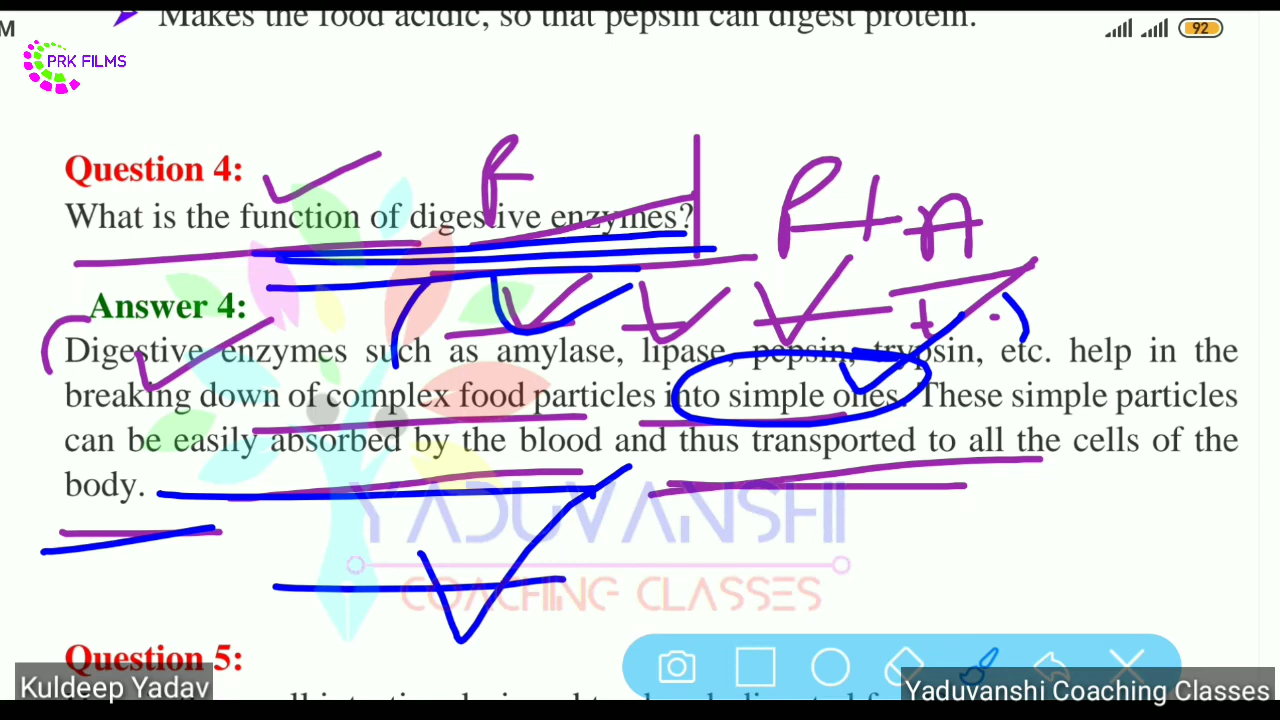 Makes the food acidic, so that pepsin can digest protein.
M
92
PRK FILMS
Question 4:
What is the function of digestive enzymes?
Answer 4:
Digestive enzymes such as amylase, lipase, pepsin, trypsin, etc. help in the
breaking down of complex food particles into simple ones. These simple particles
can be easily absorbed by the blood and thus transported to all the cells of the
body.
YADUVANSHI
COACHING CLASSES
Question 5:
Kuldeep Yadav
Yaduvanshi Coaching Classes